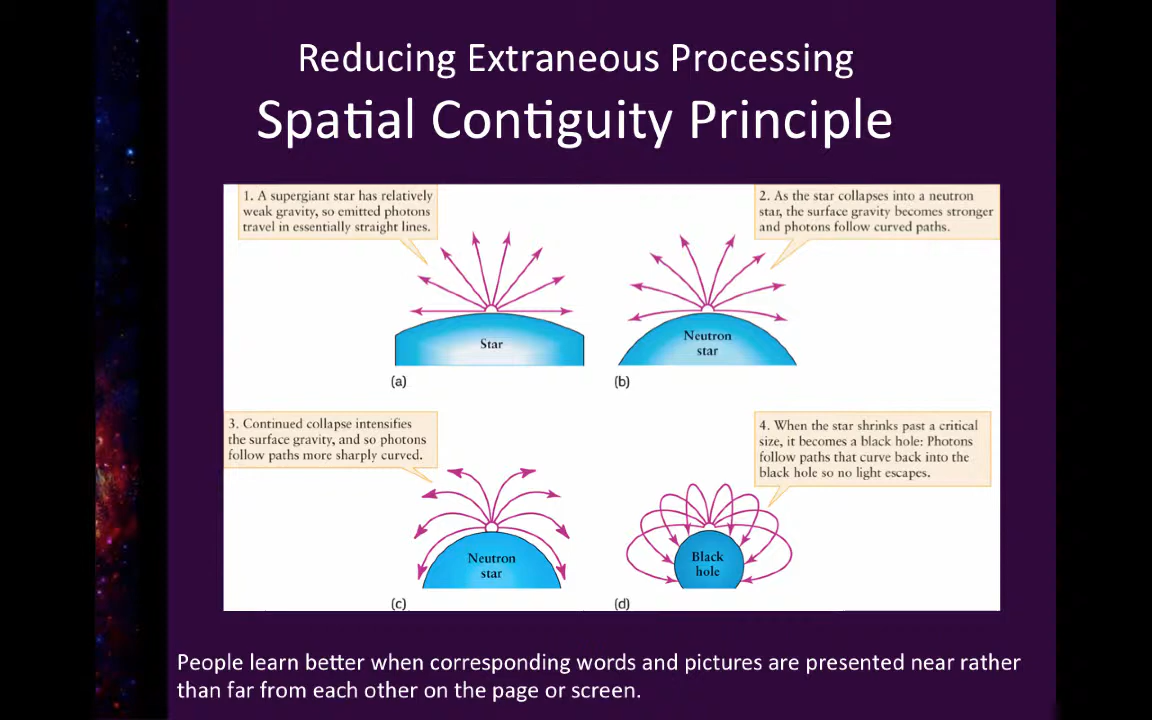 Reducing Extraneous Processing
Spatial Contiguity Principle
1. A supergiant star has relatively
weak gravity, so emitted photons
travel in essentially straight lines.
2. As the star collapses into a neutron
star, the surface gravity becomes stronger
and photons follow curved paths.
Star
(a)
Neutron
star
(b)
3. Continued collapse intensifies
the surface gravity, and so photons
follow paths more sharply curved.
4. When the star shrinks past a critical
size, it becomes a black hole: Photons
follow paths that curve back into the
black hole so no light escapes.
Neutron
star
(c)
Black
hole
(d)
People learn better when corresponding words and pictures are presented near rather
than far from each other on the page or screen.